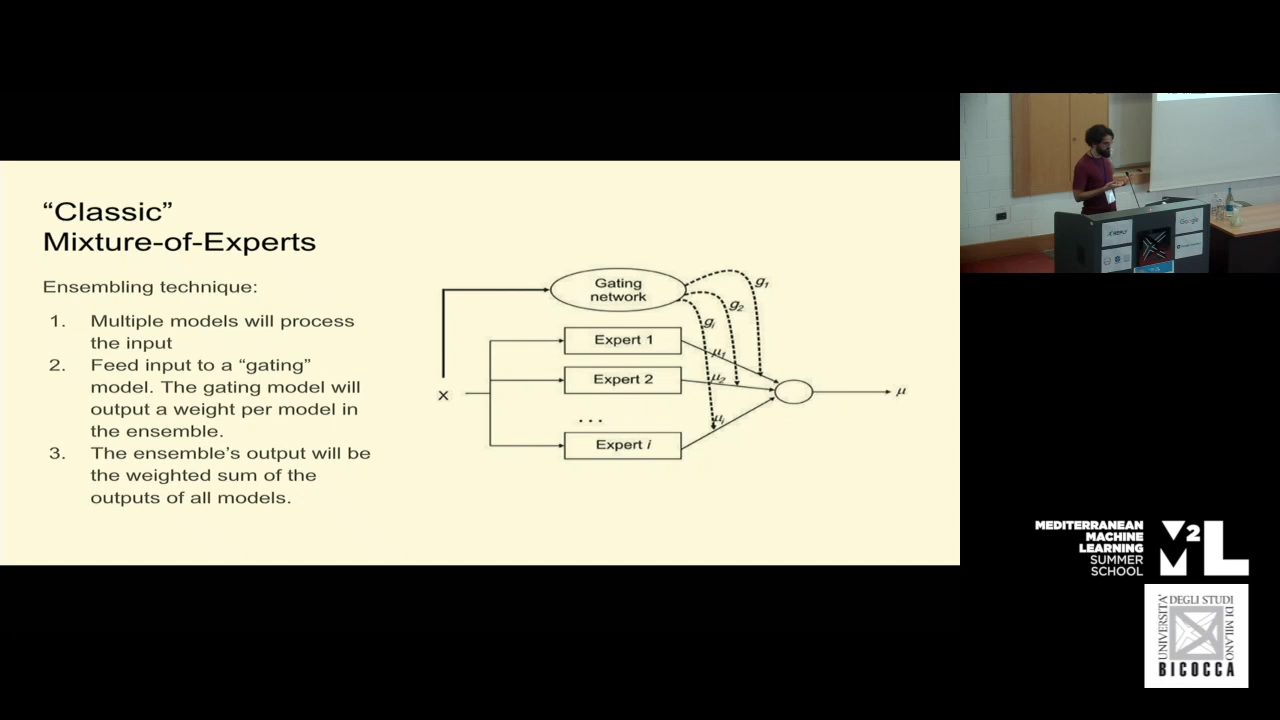 “Classic”
Mixture-of-Experts
Ensembling technique:
1. Multiple models will process
the input
2. Feed input to a “gating”
model. The gating model will
output a weight per model in
the ensemble.
3. The ensemble’s output will be
the weighted sum of the
outputs of all models.
Gating
network
g1
g2
gi
Expert 1
μ1
Expert 2
μ2
x
μ
...
μi
Expert i
Google
MEDITERRANEAN
MACHINE
LEARNING
SUMMER
SCHOOL
M2L
UNIVERSITA'
DEGLI STUDI
DI MILANO
BICOCCA